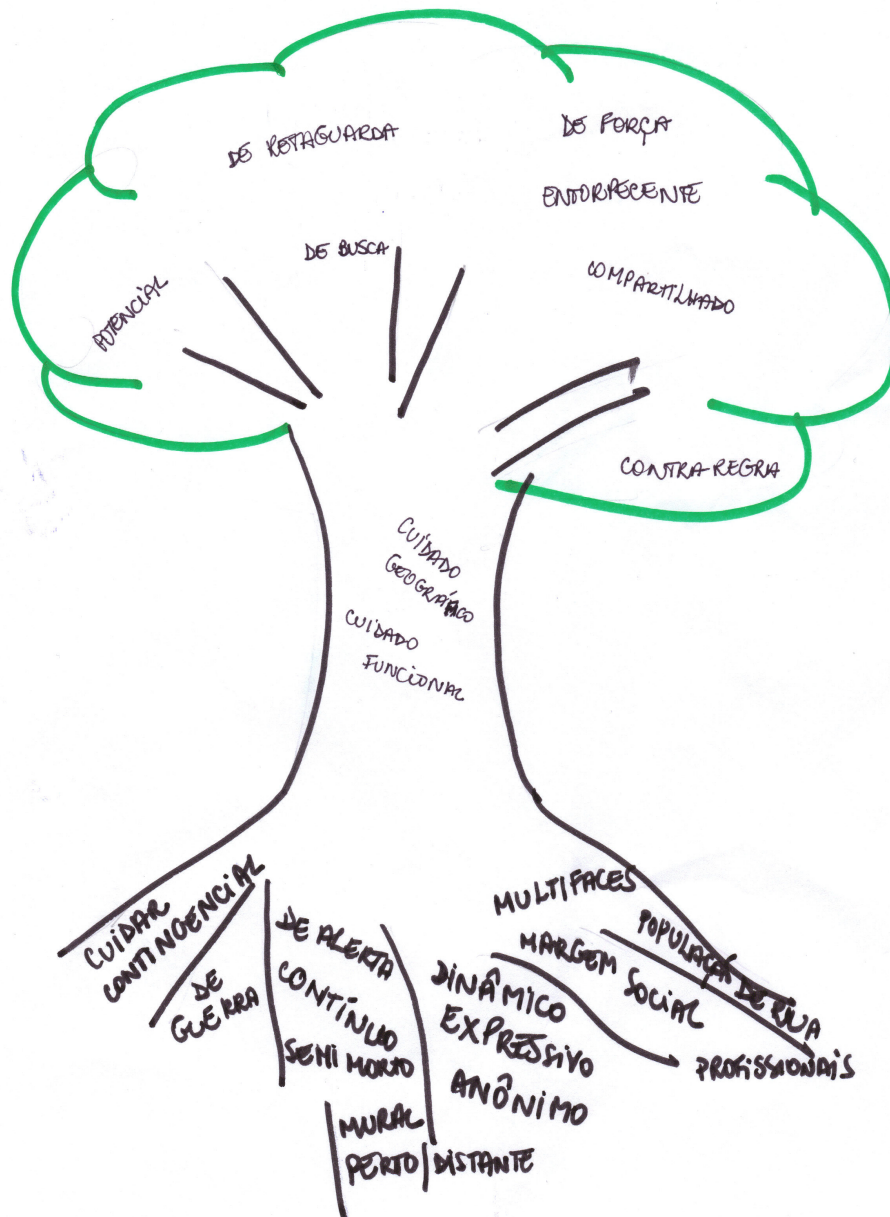 DE RETAGUARDA
DE FORÇA
ENTORPECENTE
DE BUSCA
COMPARTILHADO
POTENCIAL
CONTRA-REGRA
CUIDADO
GEOGRÁFICO
CUIDADO
FUNCIONAL
CUIDAR
CONTINGENCIAL
DE
GUERRA
DE ALERTA
CONTÍNUO
SEMI MORTO
MURAL
PERTO | DISTANTE
DINÂMICO
EXPRESSIVO
ANÔNIMO
MULTIFACES
MARGEM
SOCIAL
POPULAÇÃ DE RUA
PROFISSIONAIS